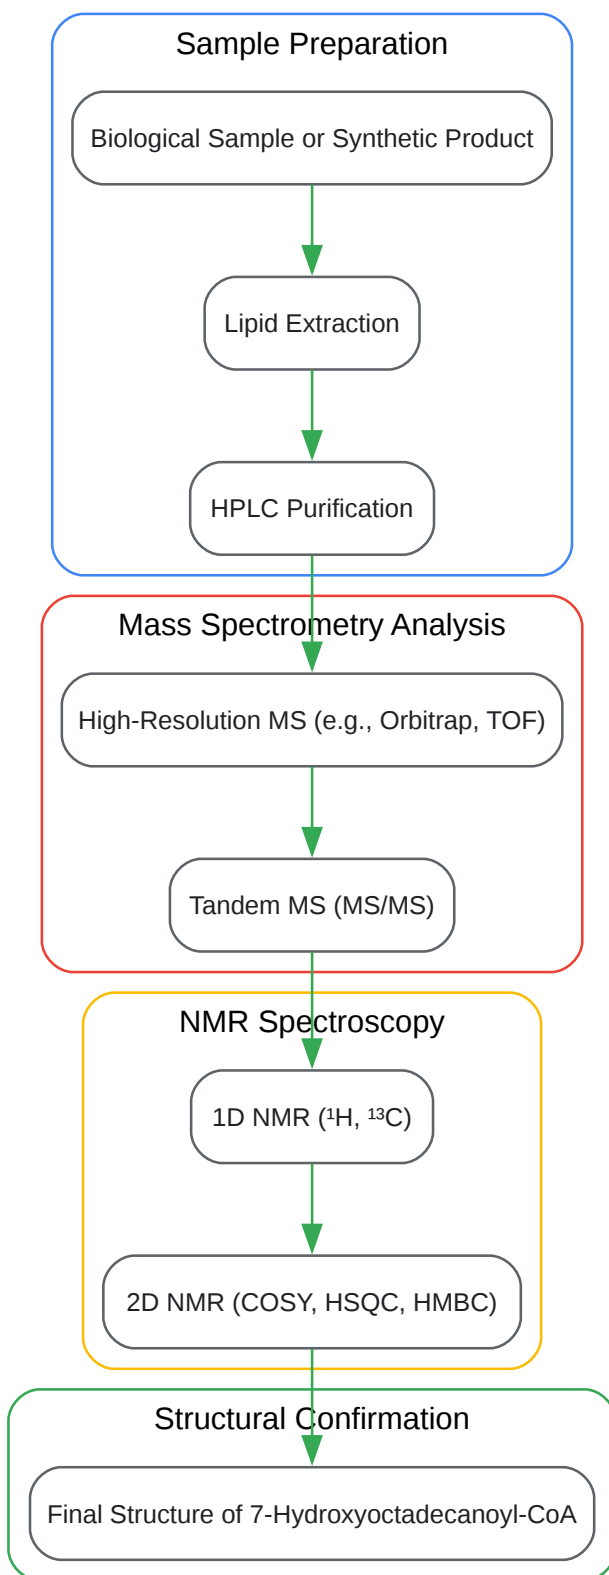 Sample Preparation
Biological Sample or Synthetic Product
Lipid Extraction
HPLC Purification
Mass Spectrometry Analysis
High-Resolution MS (e.g., Orbitrap, TOF)
Tandem MS (MS/MS)
NMR Spectroscopy
1D NMR (¹H, ¹³C)
2D NMR (COSY, HSQC, HMBC)
Structural Confirmation
Final Structure of 7-Hydroxyoctadecanoyl-CoA